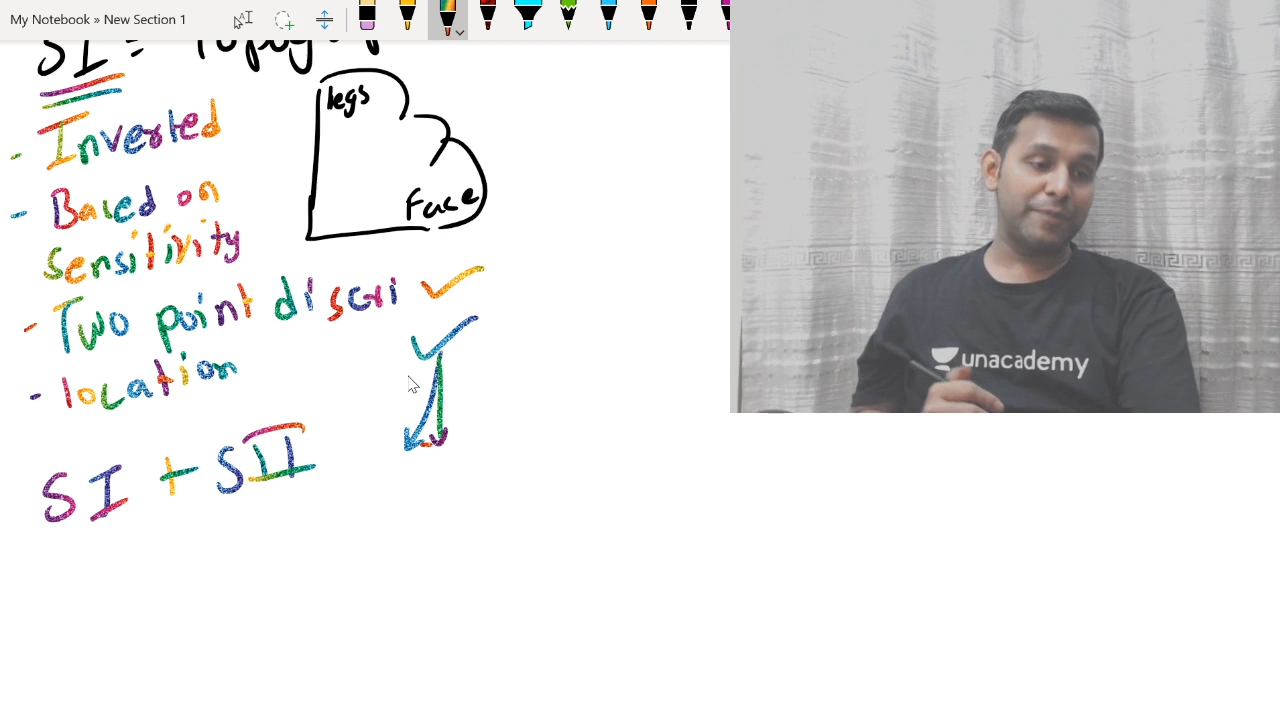 My Notebook » New Section 1
SI = Topograp
legs
- Inverted
- Based on
sensitivity
Face
- Two point discri ✓
- location
SI + SII
unacademy